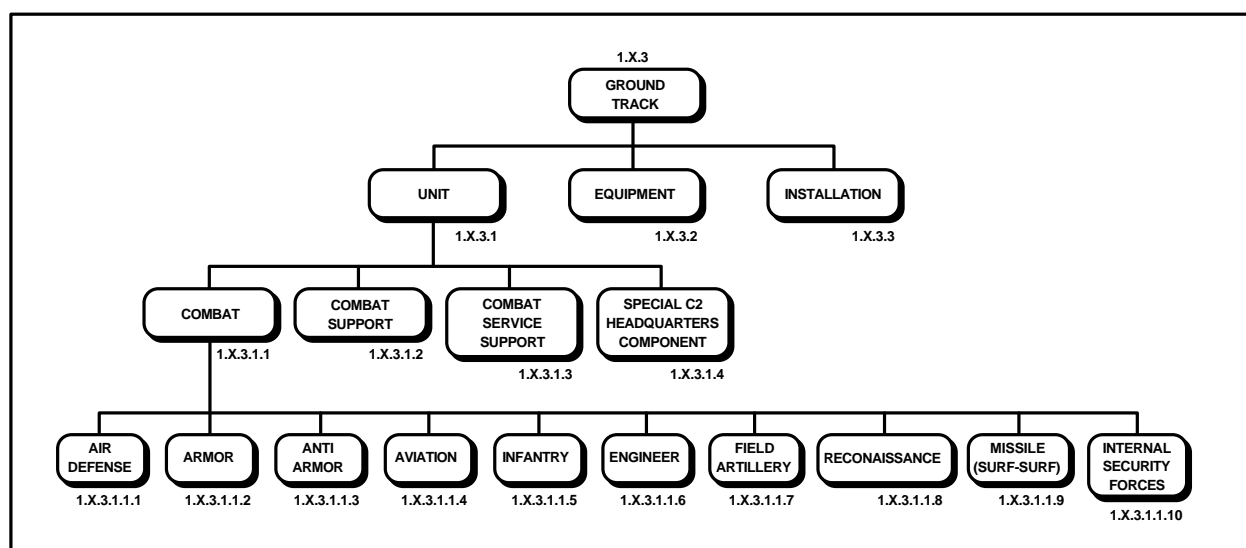 1.X.3
GROUND
TRACK
UNIT
EQUIPMENT
INSTALLATION
1.X.3.1
1.X.3.2
1.X.3.3
COMBAT
COMBAT
SUPPORT
COMBAT
SERVICE
SUPPORT
SPECIAL C2
HEADQUARTERS
COMPONENT
1.X.3.1.1
1.X.3.1.2
1.X.3.1.3
1.X.3.1.4
AIR
DEFENSE
ARMOR
ANTI
ARMOR
AVIATION
INFANTRY
ENGINEER
FIELD
ARTILLERY
RECONAISSANCE
MISSILE
(SURF-SURF)
INTERNAL
SECURITY
FORCES
1.X.3.1.1.1
1.X.3.1.1.2
1.X.3.1.1.3
1.X.3.1.1.4
1.X.3.1.1.5
1.X.3.1.1.6
1.X.3.1.1.7
1.X.3.1.1.8
1.X.3.1.1.9
1.X.3.1.1.10